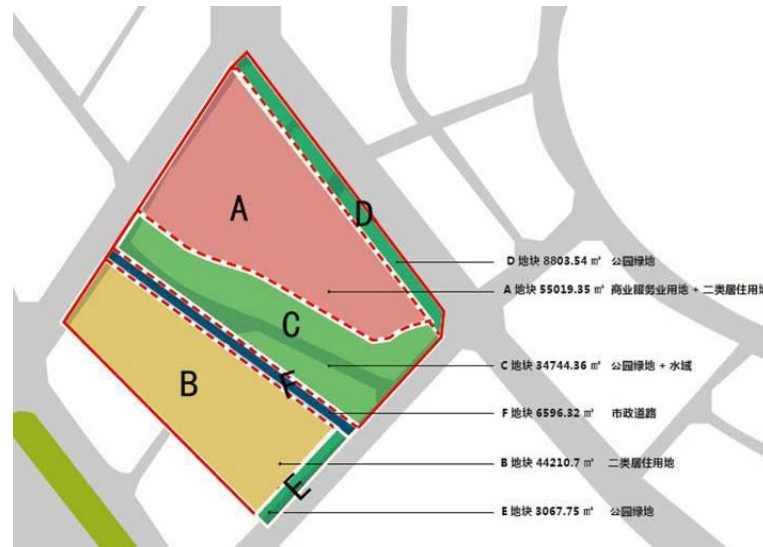 A
D
D 地块 8803.54 ㎡ 公园绿地
A 地块 55019.35 ㎡ 商业服务业用地 + 二类居住用地
C
C 地块 34744.36 ㎡ 公园绿地 + 水域
B
F
F 地块 6596.32 ㎡ 市政道路
B 地块 44210.7 ㎡ 二类居住用地
E
E 地块 3067.75 ㎡ 公园绿地